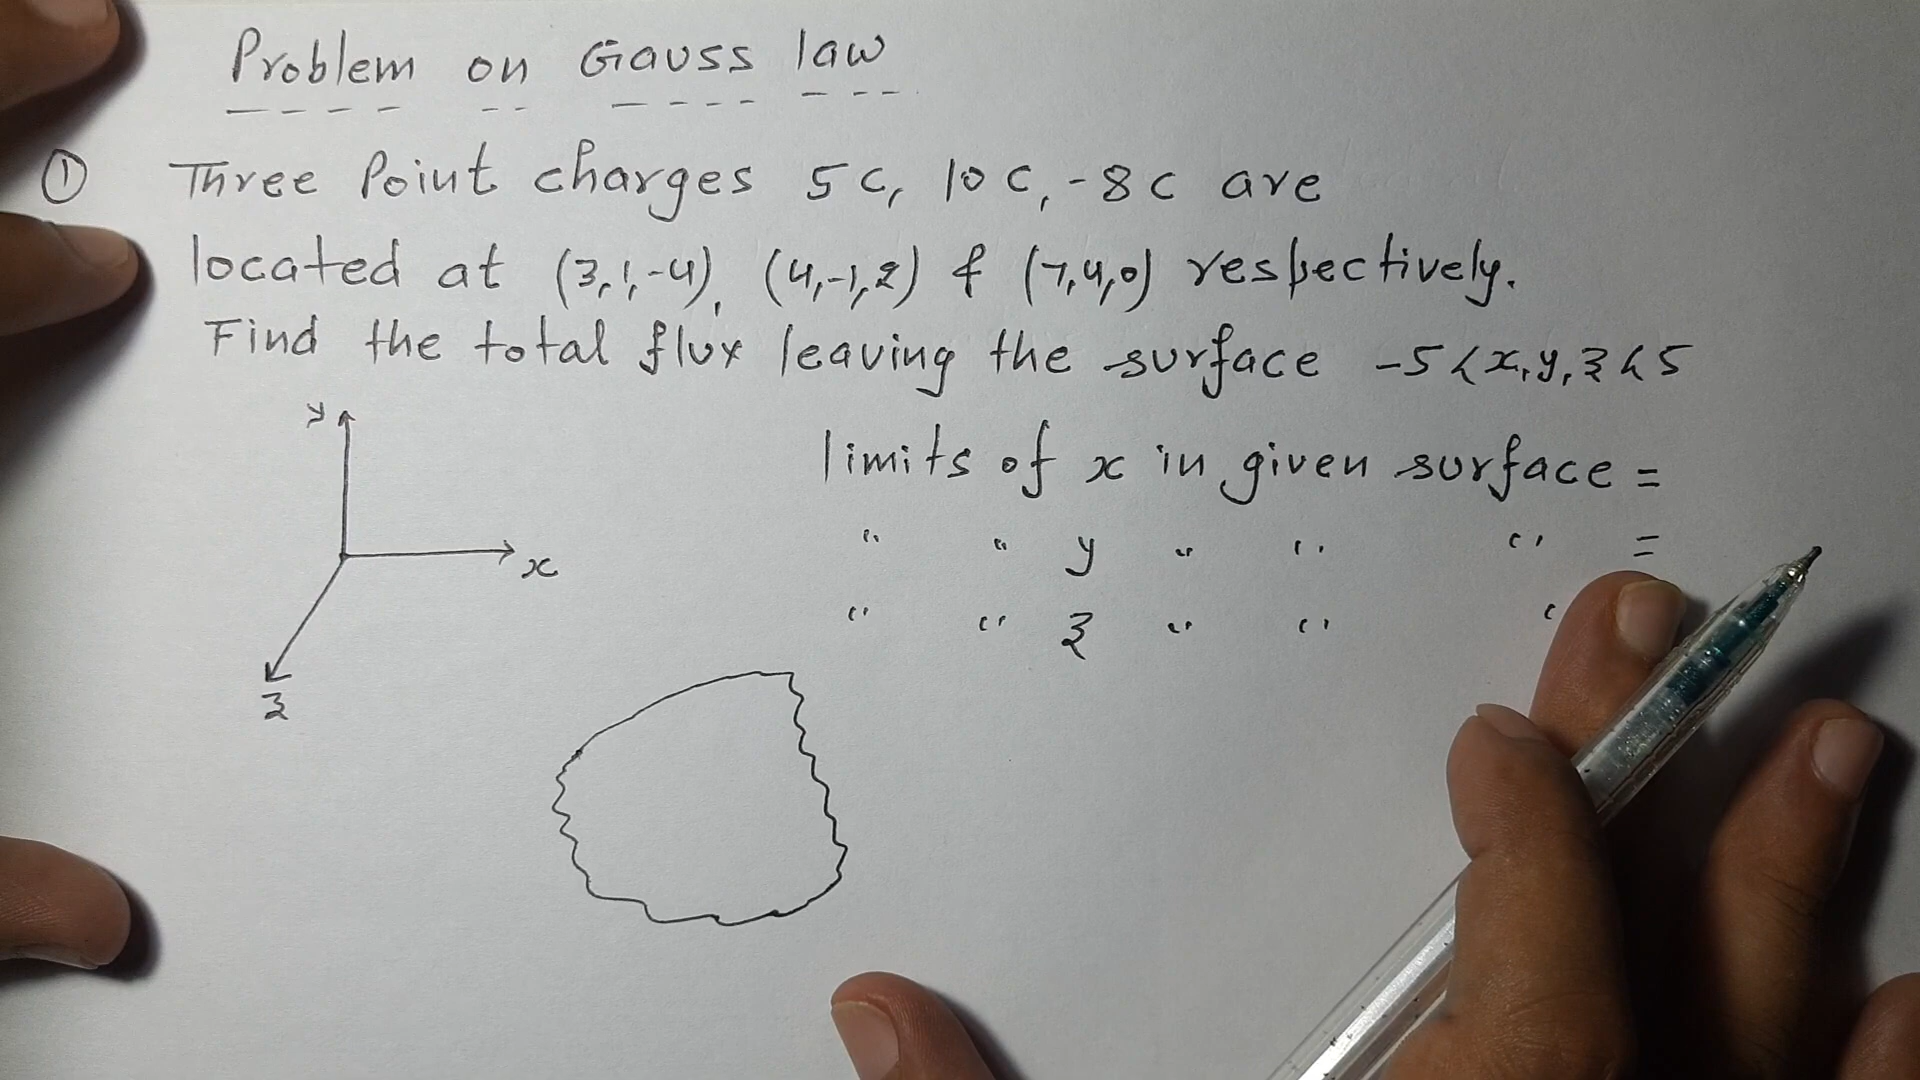 Problem on Gauss law
① Three Point charges 5C, 10C, -8C are
located at (3,1,-4), (4,-1,2) & (7,4,0) respectively.
Find the total flux leaving the surface -5<x,y,z<5
y
x
z
limits of x in given surface =
" " y " " " =
" " z " " "